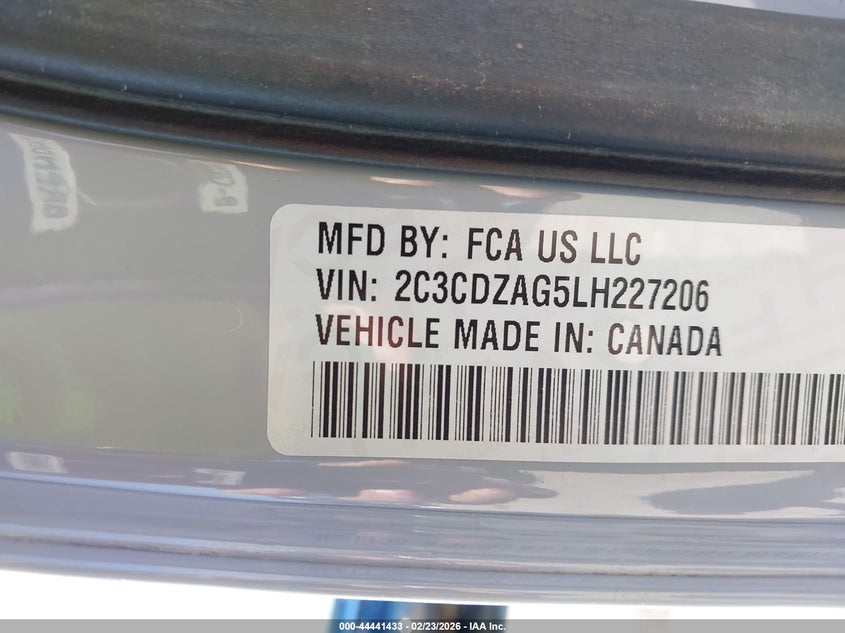 MFD BY: FCA US LLC
VIN: 2C3CDZAG5LH227206
VEHICLE MADE IN: CANADA
000-44441433 - 02/23/2026 - IAA Inc.